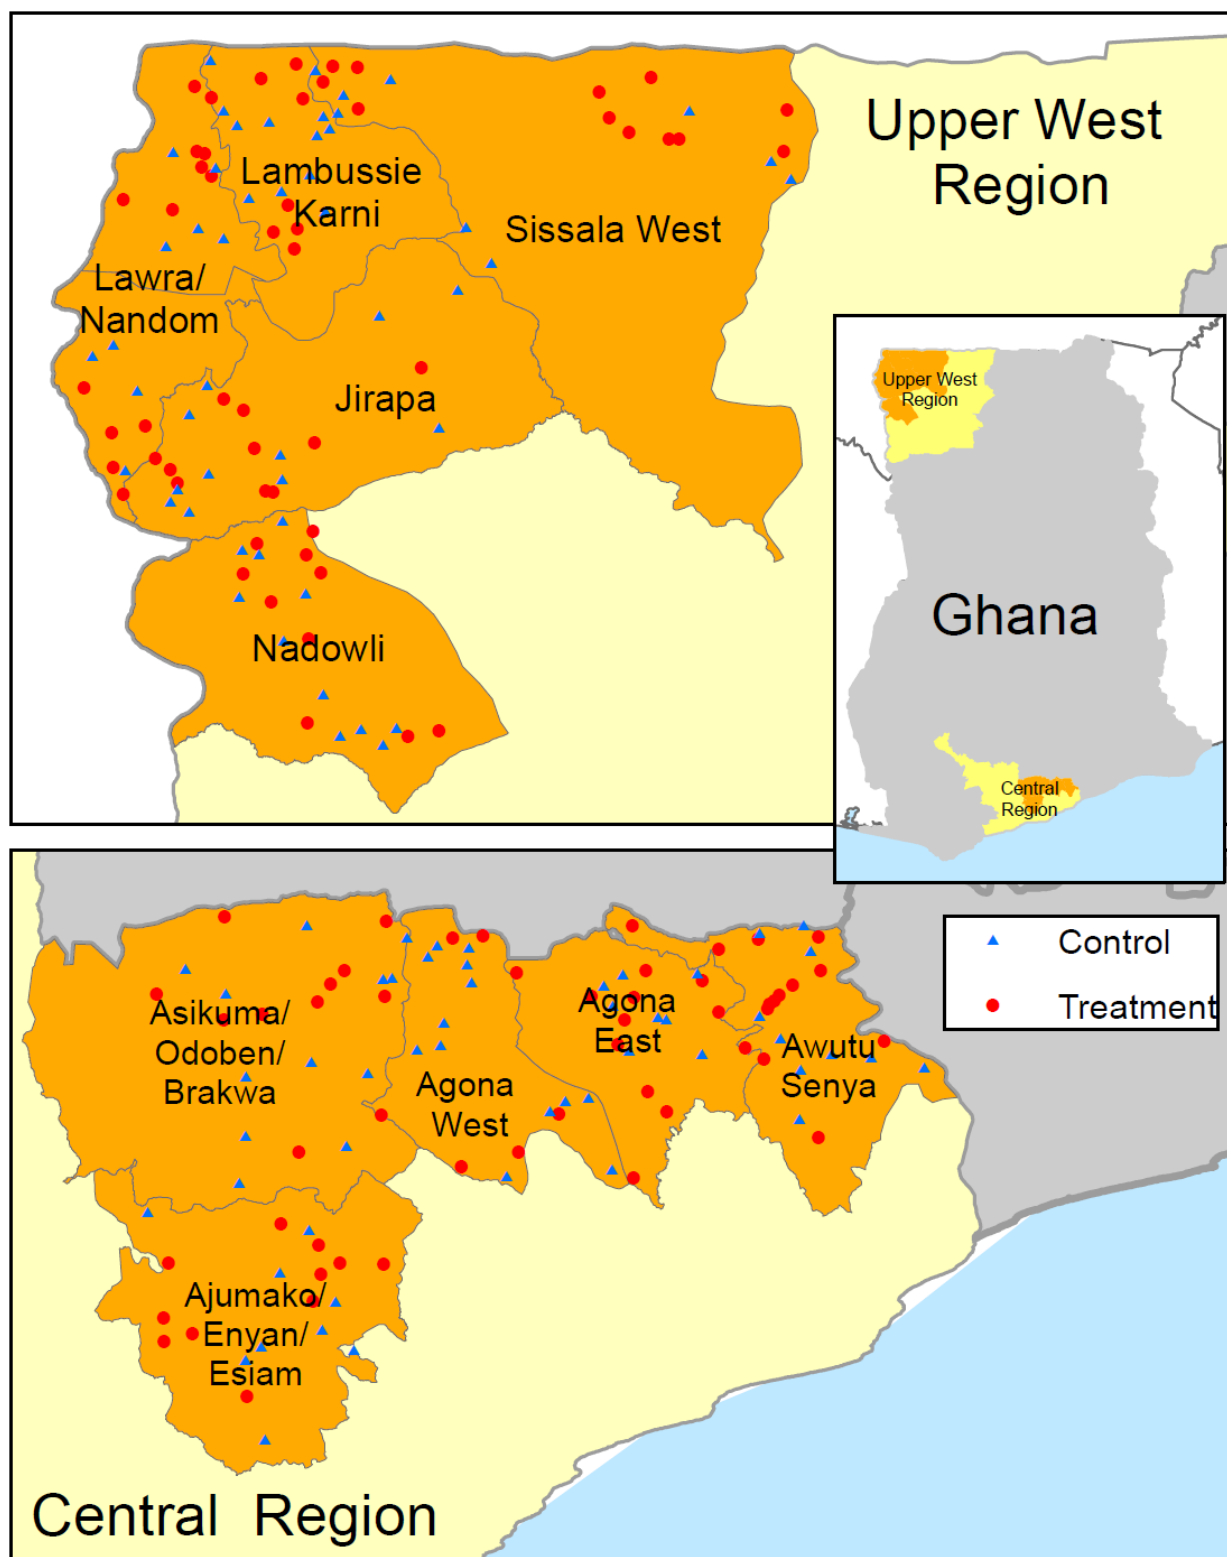 Upper West
Region
Lambussie
Karni
Sissala West
Lawra/
Nandom
Jirapa
Nadowli
Upper West
Region
Ghana
Central
Region
Control
Treatment
Asikuma/
Odoben/
Brakwa
Agona
West
Agona
East
Awutu
Senya
Ajumako/
Enyan/
Esiam
Central Region